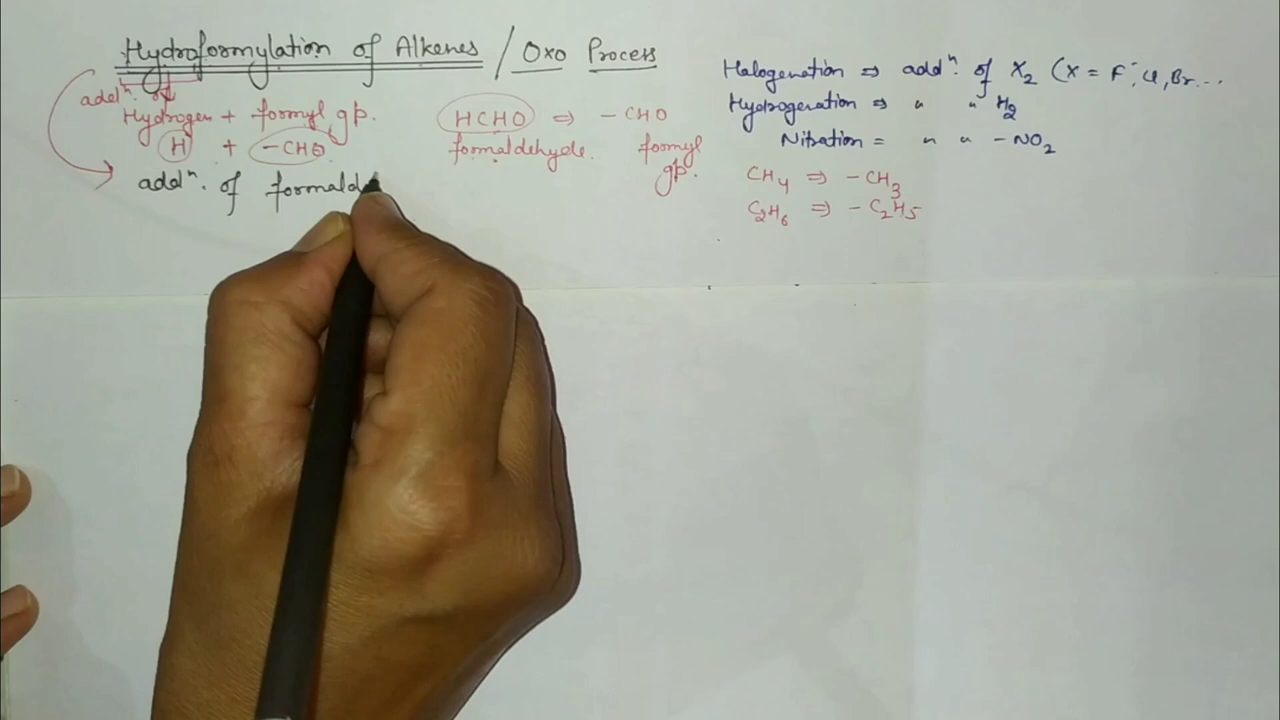 Hydroformylation of Alkenes / Oxo Process
addⁿ. of
Hydrogen + formyl gp.
H + -CHO
addⁿ. of formald
HCHO ⇒ -CHO
formaldehyde. formyl gp.
Halogenation ⇒ addⁿ. of X₂ (X = F, Cl, Br...
Hydrogenation ⇒ " " H₂
Nitration = " " -NO₂
CH₄ ⇒ -CH₃
C₂H₆ ⇒ -C₂H₅